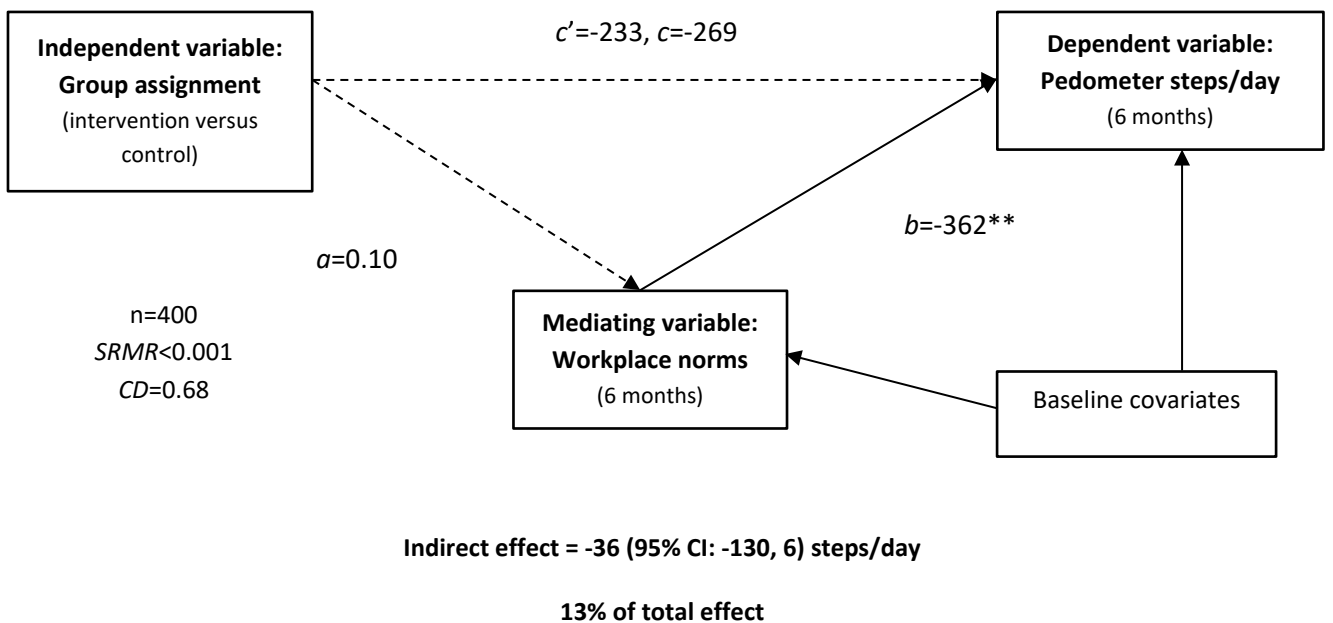 Independent variable:
Group assignment
(intervention versus
control)
c’=-233, c=-269
Dependent variable:
Pedometer steps/day
(6 months)
b=-362**
a=0.10
n=400
SRMR<0.001
CD=0.68
Mediating variable:
Workplace norms
(6 months)
Baseline covariates
Indirect effect = -36 (95% CI: -130, 6) steps/day
13% of total effect